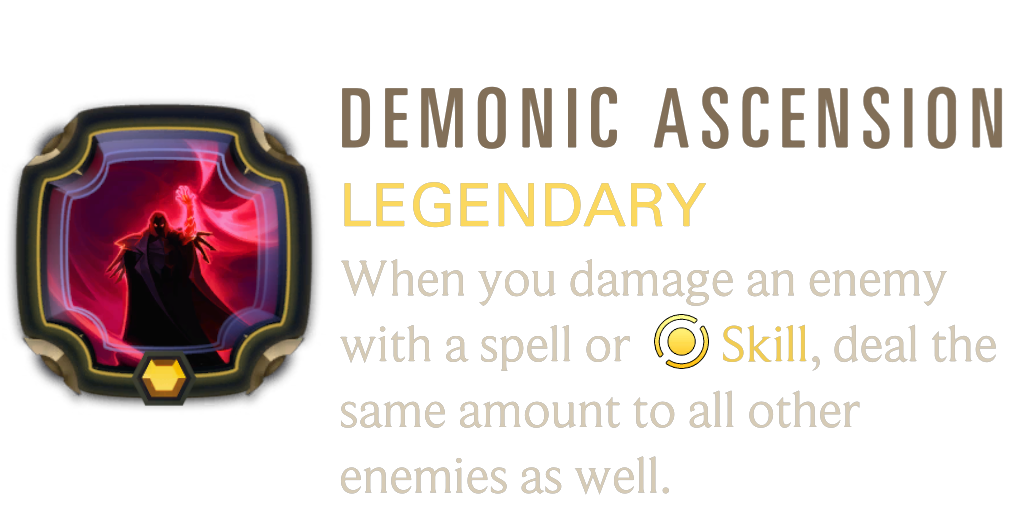 DEMONIC ASCENSION
LEGENDARY
When you damage an enemy
with a spell or Skill, deal the
same amount to all other
enemies as well.